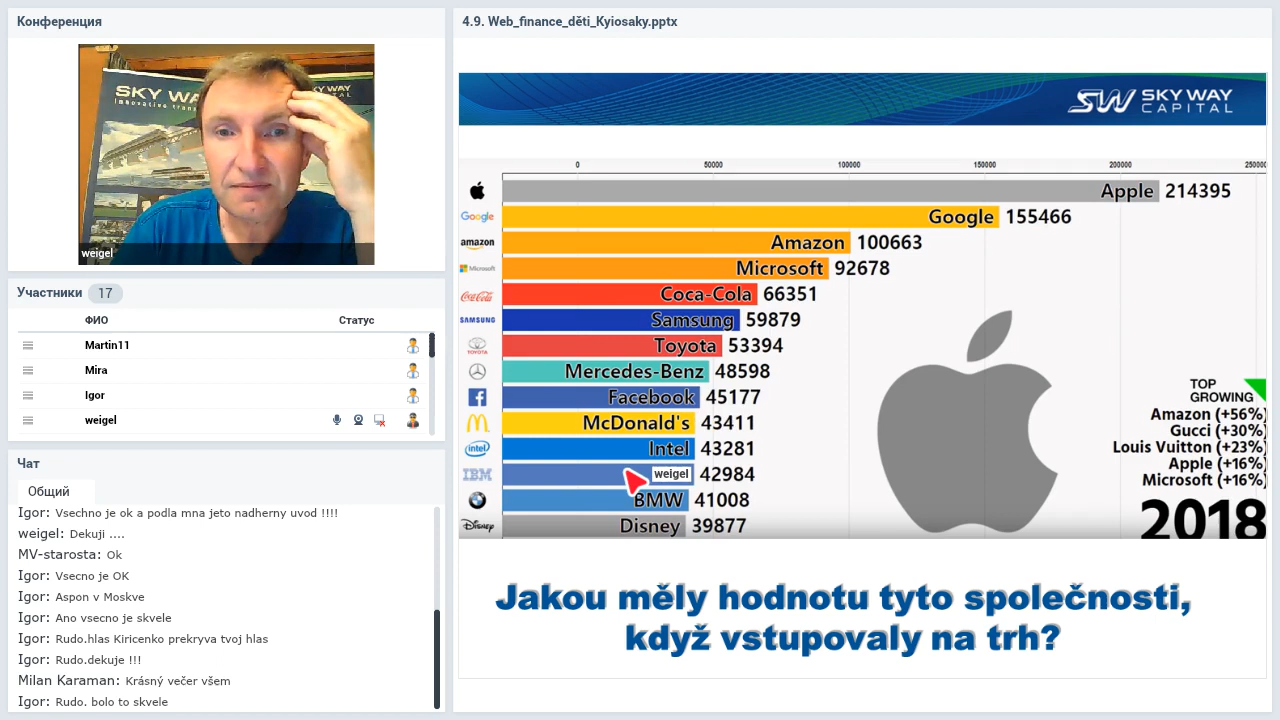 Конференция
SKY WAY
innovative trans
KY WAY
CAPITAL
weigel
Участники 17
ФИО Статус
Martin11
Mira
Igor
weigel
Чат
Общий
Igor: Vsechno je ok a podla mna jeto nadherny uvod !!!!
weigel: Dekuji ....
MV-starosta: Ok
Igor: Vsecno je OK
Igor: Aspon v Moskve
Igor: Ano vsecno je skvele
Igor: Rudo.hlas Kiricenko prekryva tvoj hlas
Igor: Rudo.dekuje !!!
Milan Karaman: Krásný večer všem
Igor: Rudo. bolo to skvele
4.9. Web_finance_děti_Kyiosaky.pptx
SW SKY WAY
CAPITAL
0 50000 100000 150000 200000 250000
Apple 214395
Google Google 155466
amazon Amazon 100663
Microsoft Microsoft 92678
Coca-Cola Coca-Cola 66351
SAMSUNG Samsung 59879
TOYOTA Toyota 53394
Mercedes-Benz 48598
Facebook 45177
McDonald's 43411
intel Intel 43281
IBM weigel 42984
BMW 41008
Disney Disney 39877
TOP
GROWING
Amazon (+56%)
Gucci (+30%)
Louis Vuitton (+23%)
Apple (+16%)
Microsoft (+16%)
2018
Jakou měly hodnotu tyto společnosti,
když vstupovaly na trh?